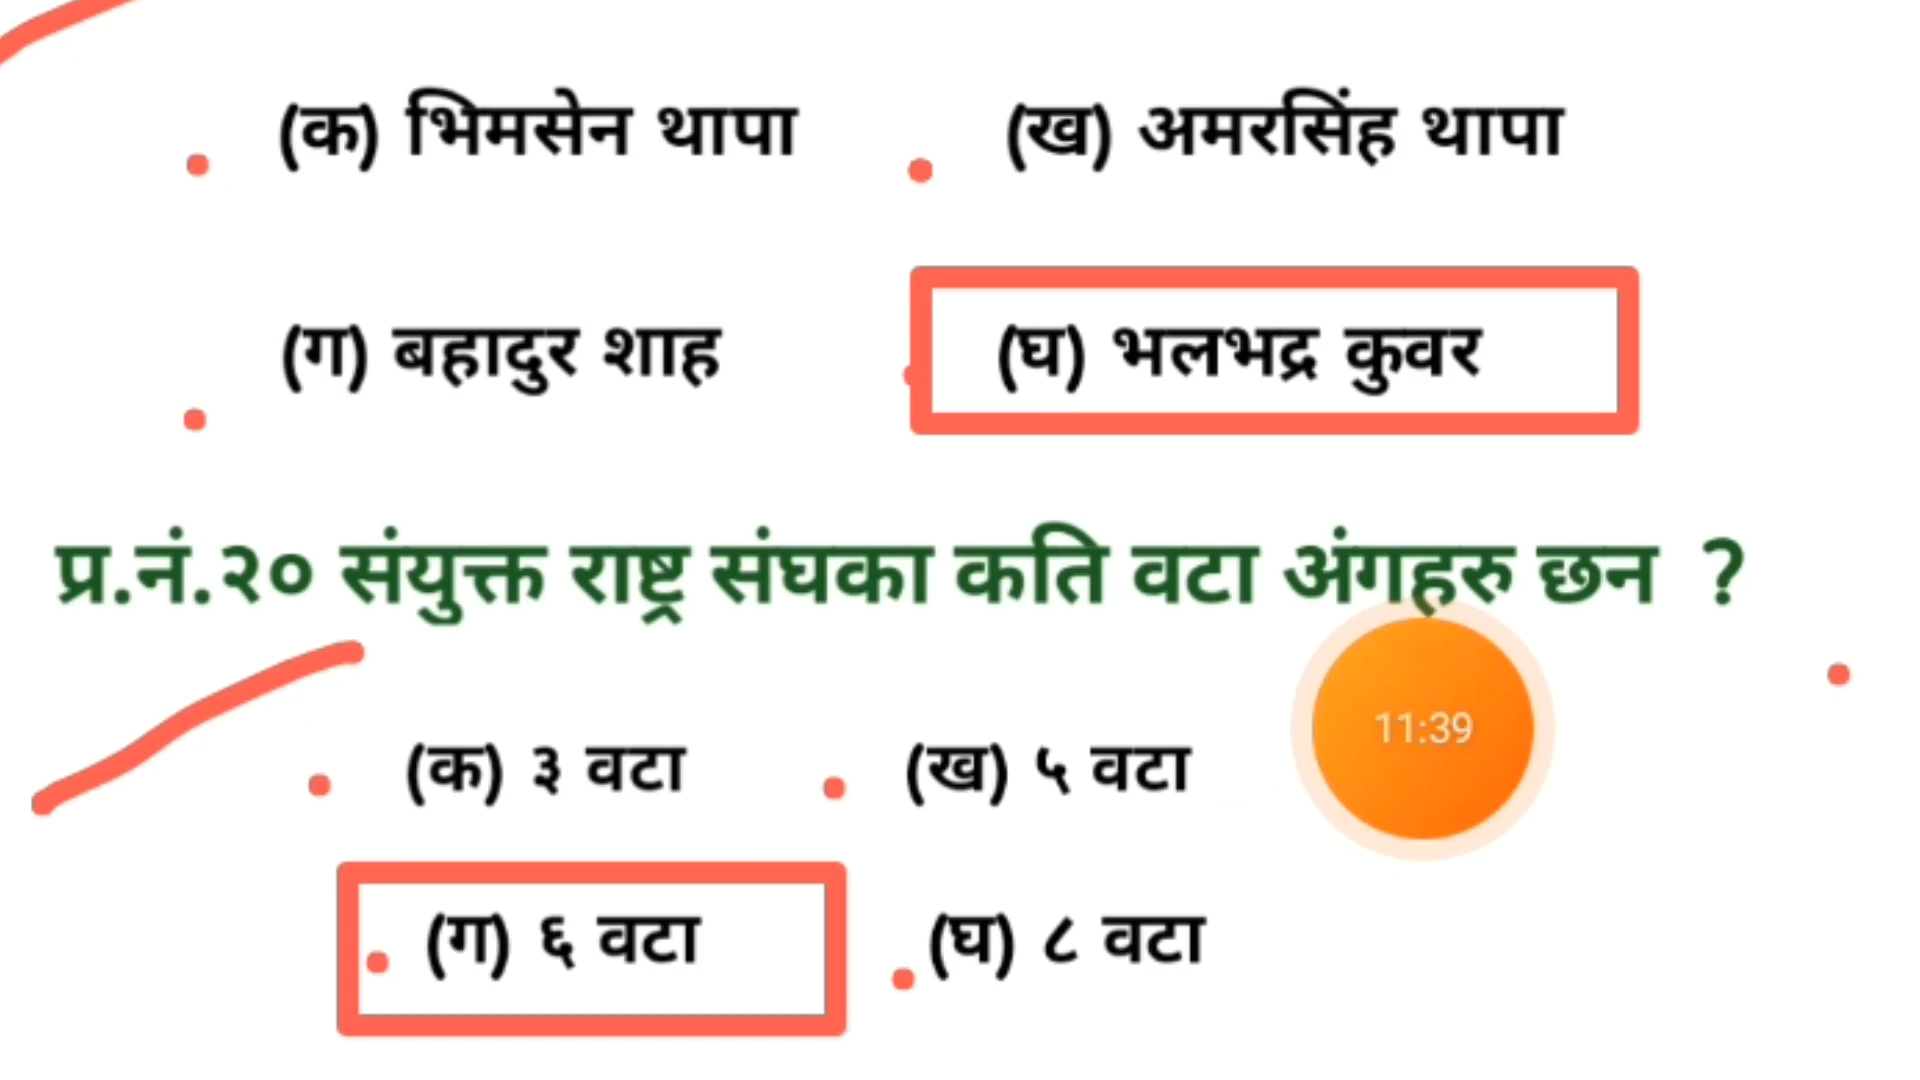 (क) भिमसेन थापा (ख) अमरसिंह थापा
(ग) बहादुर शाह (घ) भलभद्र कुवर
प्र.नं.२० संयुक्त राष्ट्र संघका कति वटा अंगहरु छन ?
11:39
(क) ३ वटा (ख) ५ वटा
(ग) ६ वटा (घ) ८ वटा